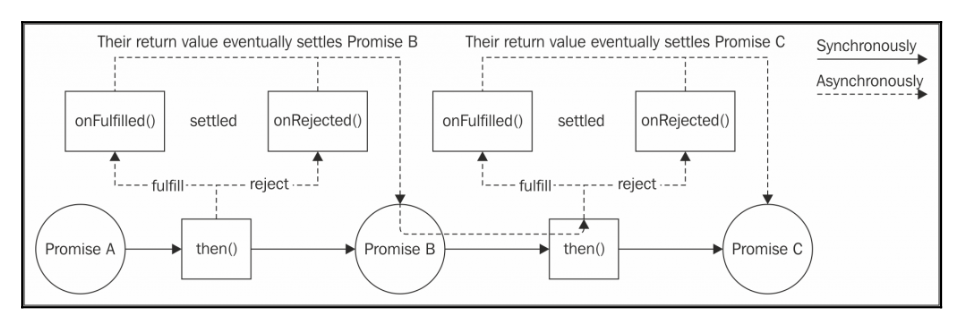 Their return value eventually settles Promise B
Their return value eventually settles Promise C
Synchronously
Asynchronously
onFulfilled()
settled
onRejected()
onFulfilled()
settled
onRejected()
fulfill
reject
fulfill
reject
Promise A
then()
Promise B
then()
Promise C